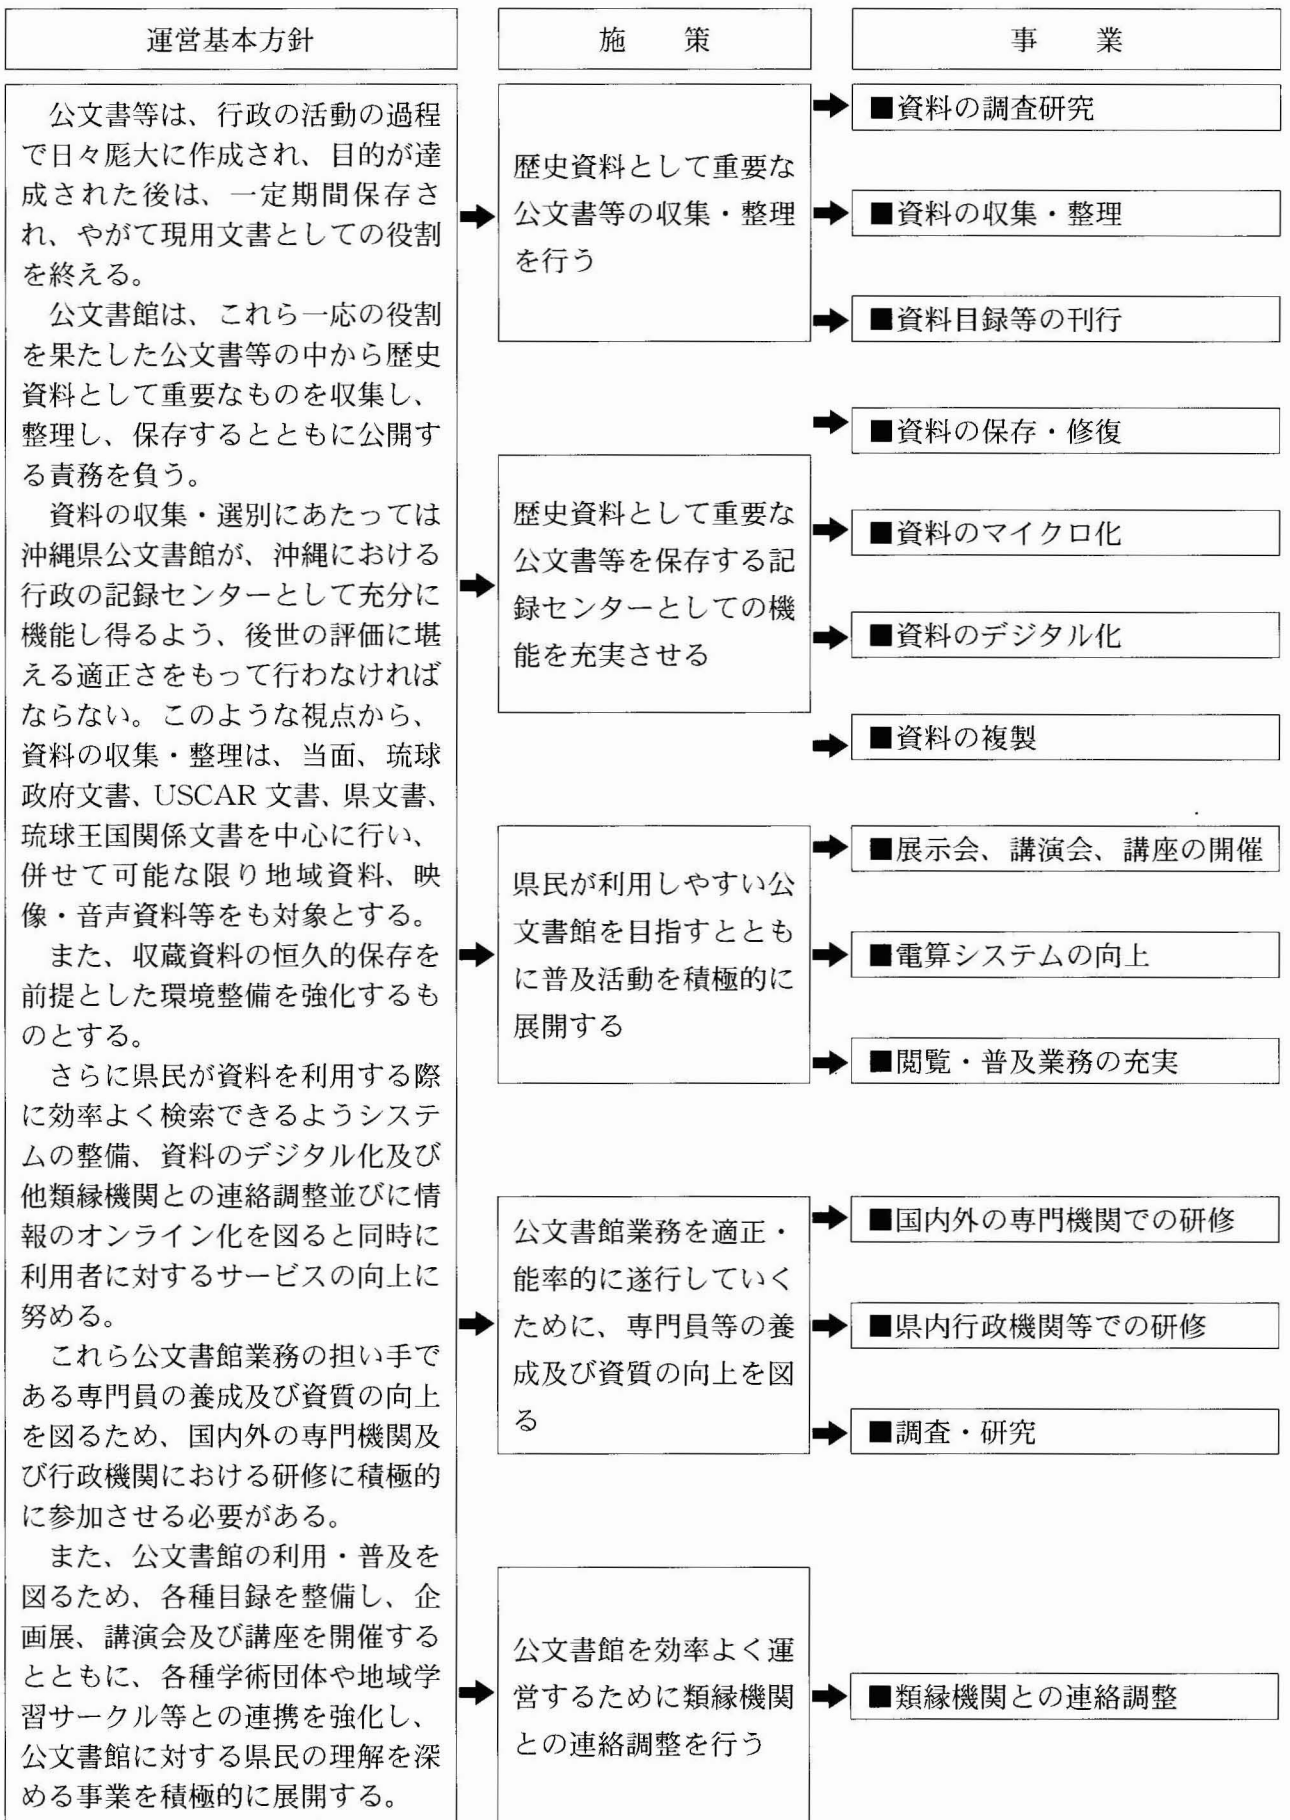 運営基本方針
公文書等は、行政の活動の過程
で日々厖大に作成され、目的が達
成された後は、一定期間保存さ
れ、やがて現用文書としての役割
を終える。
公文書館は、これら一応の役割
を果たした公文書等の中から歴史
資料として重要なものを収集し、
整理し、保存するとともに公開す
る責務を負う。
資料の収集・選別にあたっては
沖縄県公文書館が、沖縄における
行政の記録センターとして充分に
機能し得るよう、後世の評価に堪
える適正さをもって行わなければ
ならない。このような視点から、
資料の収集・整理は、当面、琉球
政府文書、USCAR 文書、県文書、
琉球王国関係文書を中心に行い、
併せて可能な限り地域資料、映
像・音声資料等をも対象とする。
また、収蔵資料の恒久的保存を
前提とした環境整備を強化するも
のとする。
さらに県民が資料を利用する際
に効率よく検索できるようシステ
ムの整備、資料のデジタル化及び
他類縁機関との連絡調整並びに情
報のオンライン化を図ると同時に
利用者に対するサービスの向上に
努める。
これら公文書館業務の担い手で
ある専門員の養成及び資質の向上
を図るため、国内外の専門機関及
び行政機関における研修に積極的
に参加させる必要がある。
また、公文書館の利用・普及を
図るため、各種目録を整備し、企
画展、講演会及び講座を開催する
とともに、各種学術団体や地域学
習サークル等との連携を強化し、
公文書館に対する県民の理解を深
める事業を積極的に展開する。
施　策
歴史資料として重要な
公文書等の収集・整理
を行う
歴史資料として重要な
公文書等を保存する記
録センターとしての機
能を充実させる
県民が利用しやすい公
文書館を目指すととも
に普及活動を積極的に
展開する
公文書館業務を適正・
能率的に遂行していく
ために、専門員等の養
成及び資質の向上を図
る
公文書館を効率よく運
営するために類縁機関
との連絡調整を行う
事　業
■資料の調査研究
■資料の収集・整理
■資料目録等の刊行
■資料の保存・修復
■資料のマイクロ化
■資料のデジタル化
■資料の複製
■展示会、講演会、講座の開催
■電算システムの向上
■閲覧・普及業務の充実
■国内外の専門機関での研修
■県内行政機関等での研修
■調査・研究
■類縁機関との連絡調整